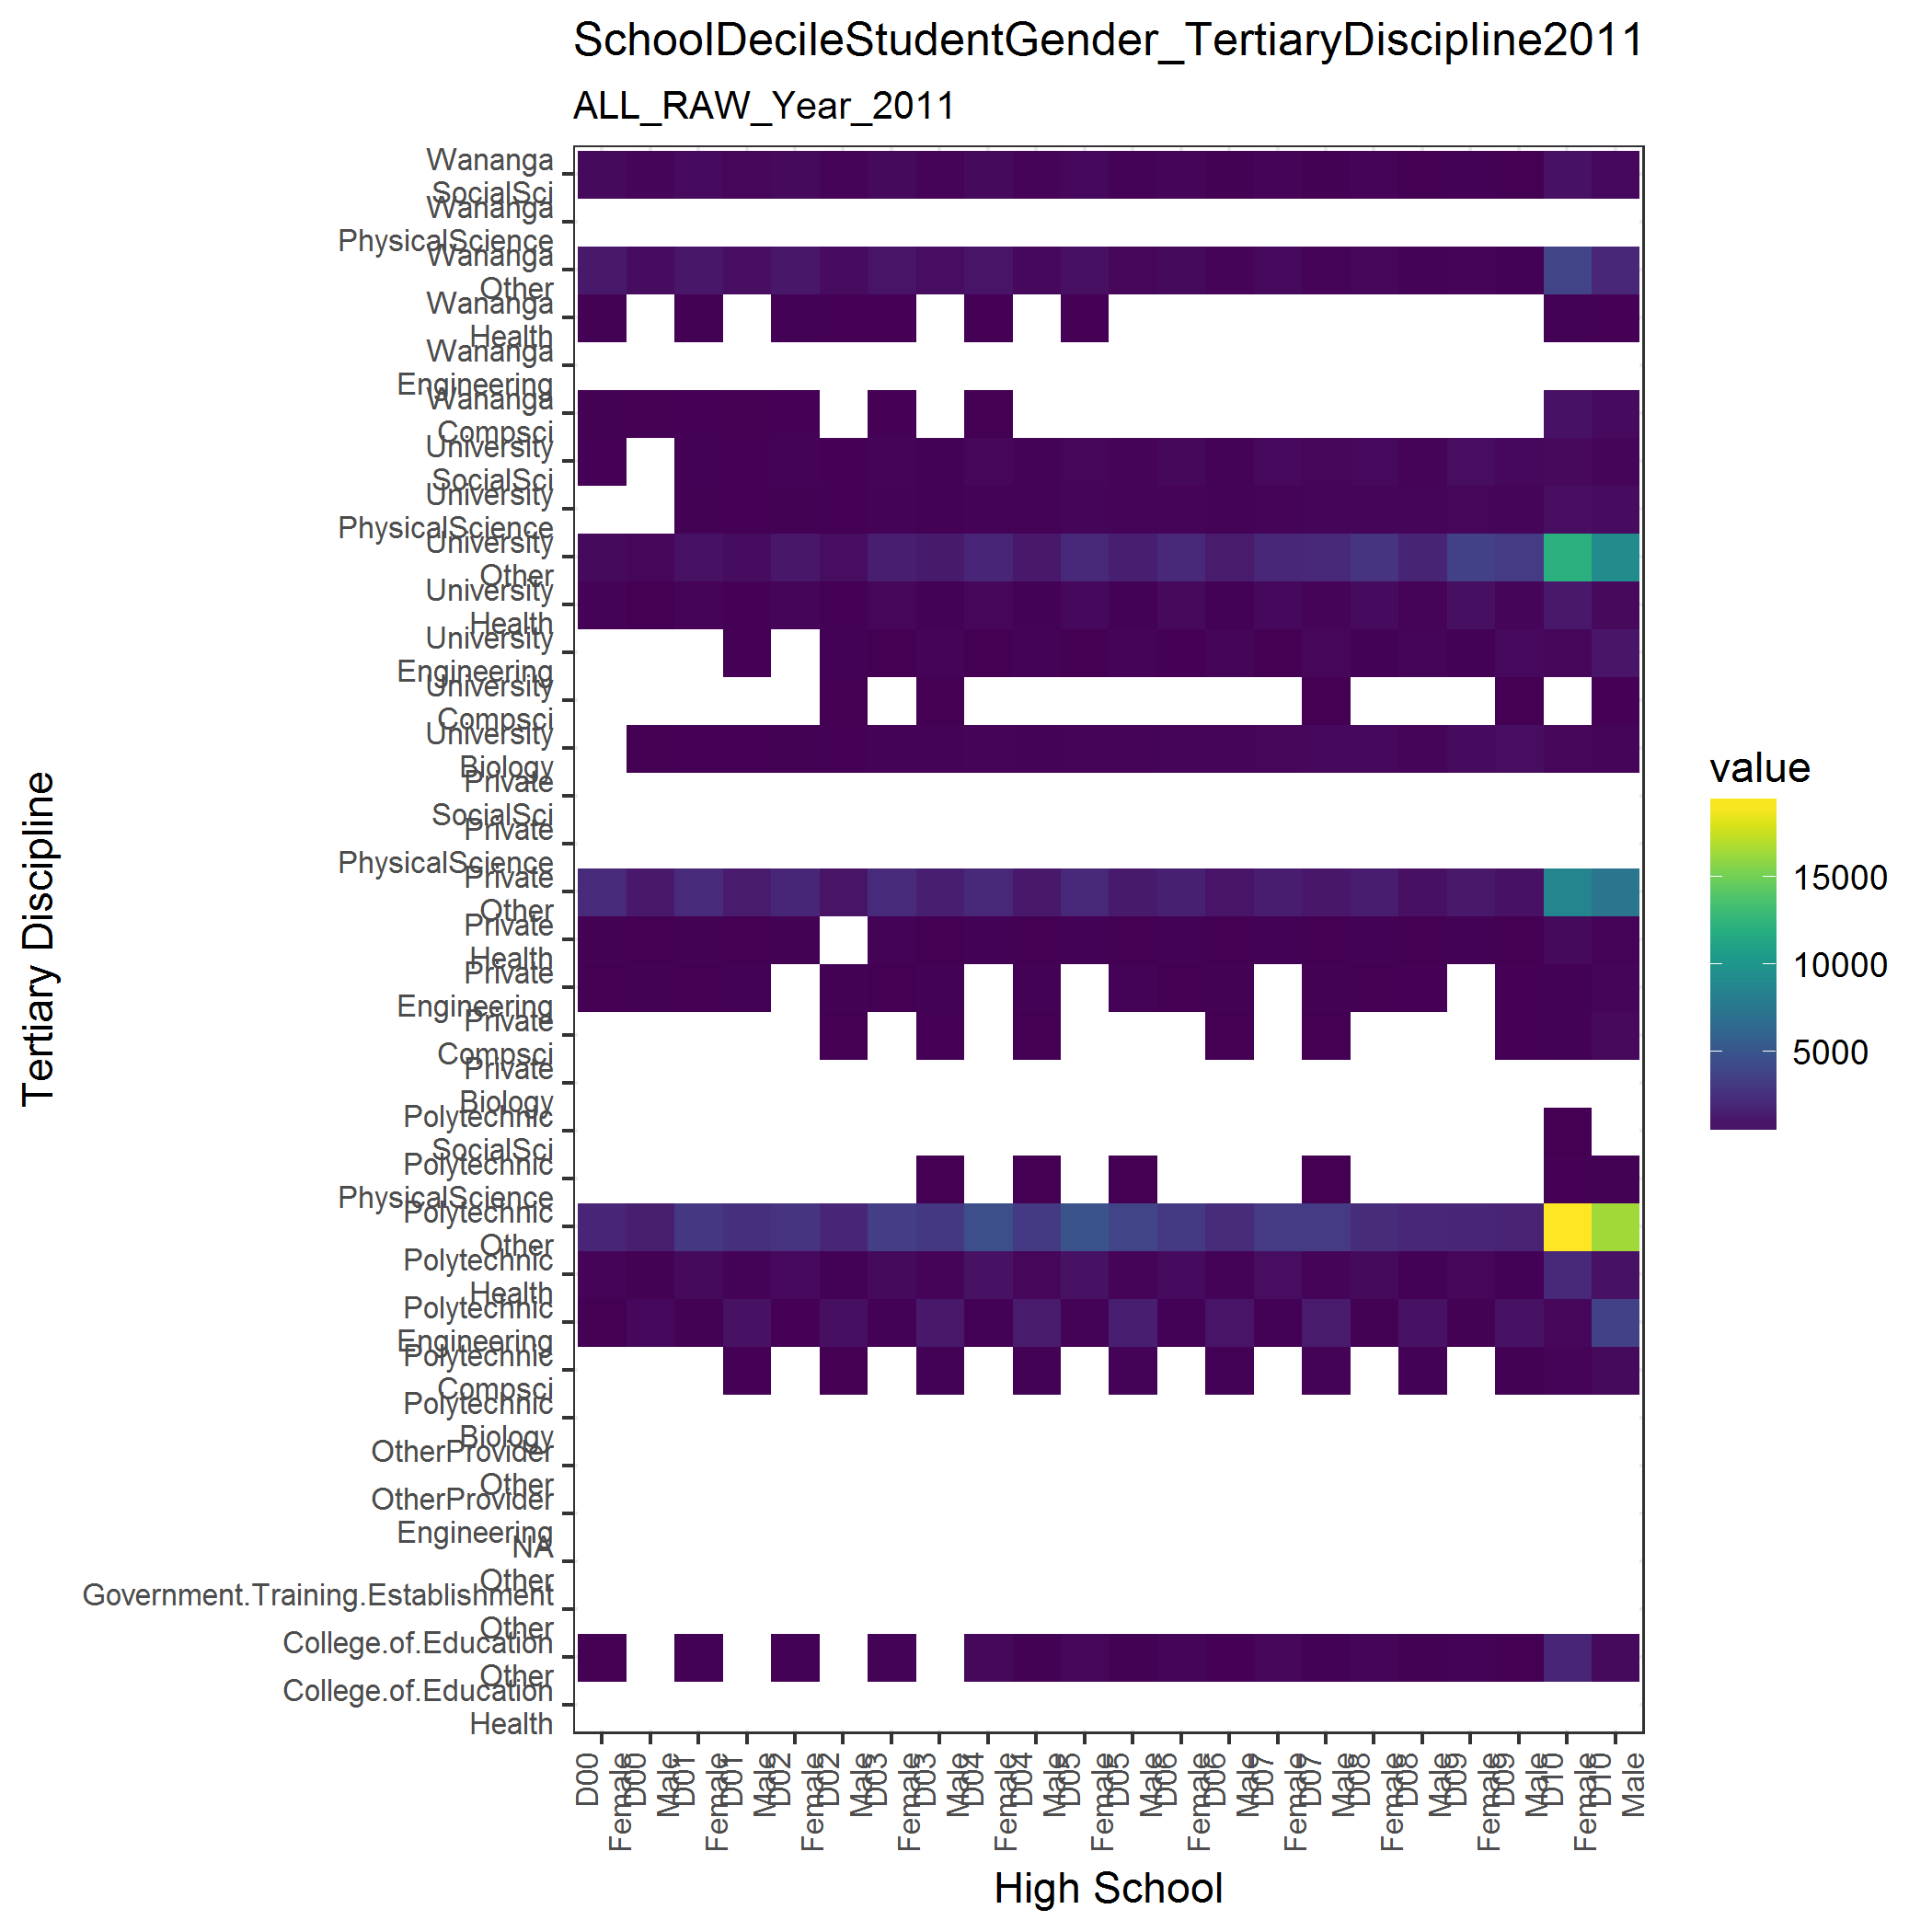 SchoolDecileStudentGender_TertiaryDiscipline2011
ALL_RAW_Year_2011
Tertiary Discipline
Wananga
SocialSci
Wananga
PhysicalScience
Wananga
Other
Wananga
Health
Wananga
Engineering
Wananga
Compsci
University
SocialSci
University
PhysicalScience
University
Other
University
Health
University
Engineering
University
Compsci
University
Biology
Private
SocialSci
Private
PhysicalScience
Private
Other
Private
Health
Private
Engineering
Private
Compsci
Private
Biology
Polytechnic
SocialSci
Polytechnic
PhysicalScience
Polytechnic
Other
Polytechnic
Health
Polytechnic
Engineering
Polytechnic
Compsci
Polytechnic
Biology
OtherProvider
Other
OtherProvider
Engineering
NA
Other
Government.Training.Establishment
Other
College.of.Education
Other
College.of.Education
Health
D00
Female
D00
Male
D01
Female
D01
Male
D02
Female
D02
Male
D03
Female
D03
Male
D04
Female
D04
Male
D05
Female
D05
Male
D06
Female
D06
Male
D07
Female
D07
Male
D08
Female
D08
Male
D09
Female
D09
Male
D10
Female
D10
Male
High School
value
15000
10000
5000